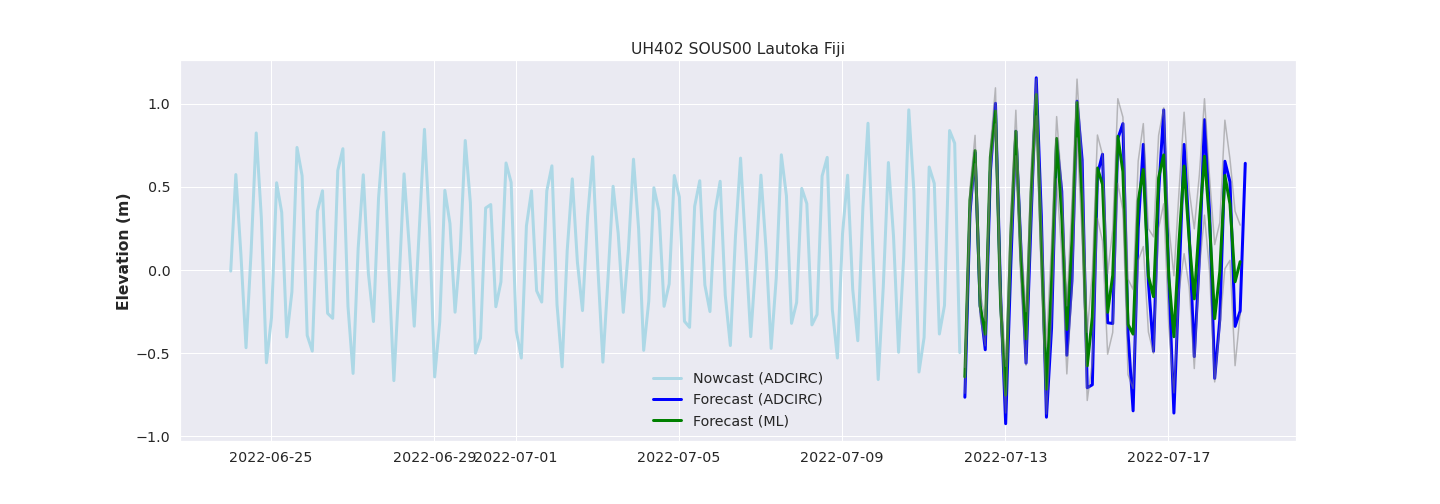 UH402 SOUS00 Lautoka Fiji
Elevation (m)
1.0
0.5
0.0
−0.5
−1.0
Nowcast (ADCIRC)
Forecast (ADCIRC)
Forecast (ML)
2022-06-25 2022-06-29 2022-07-01 2022-07-05 2022-07-09 2022-07-13 2022-07-17